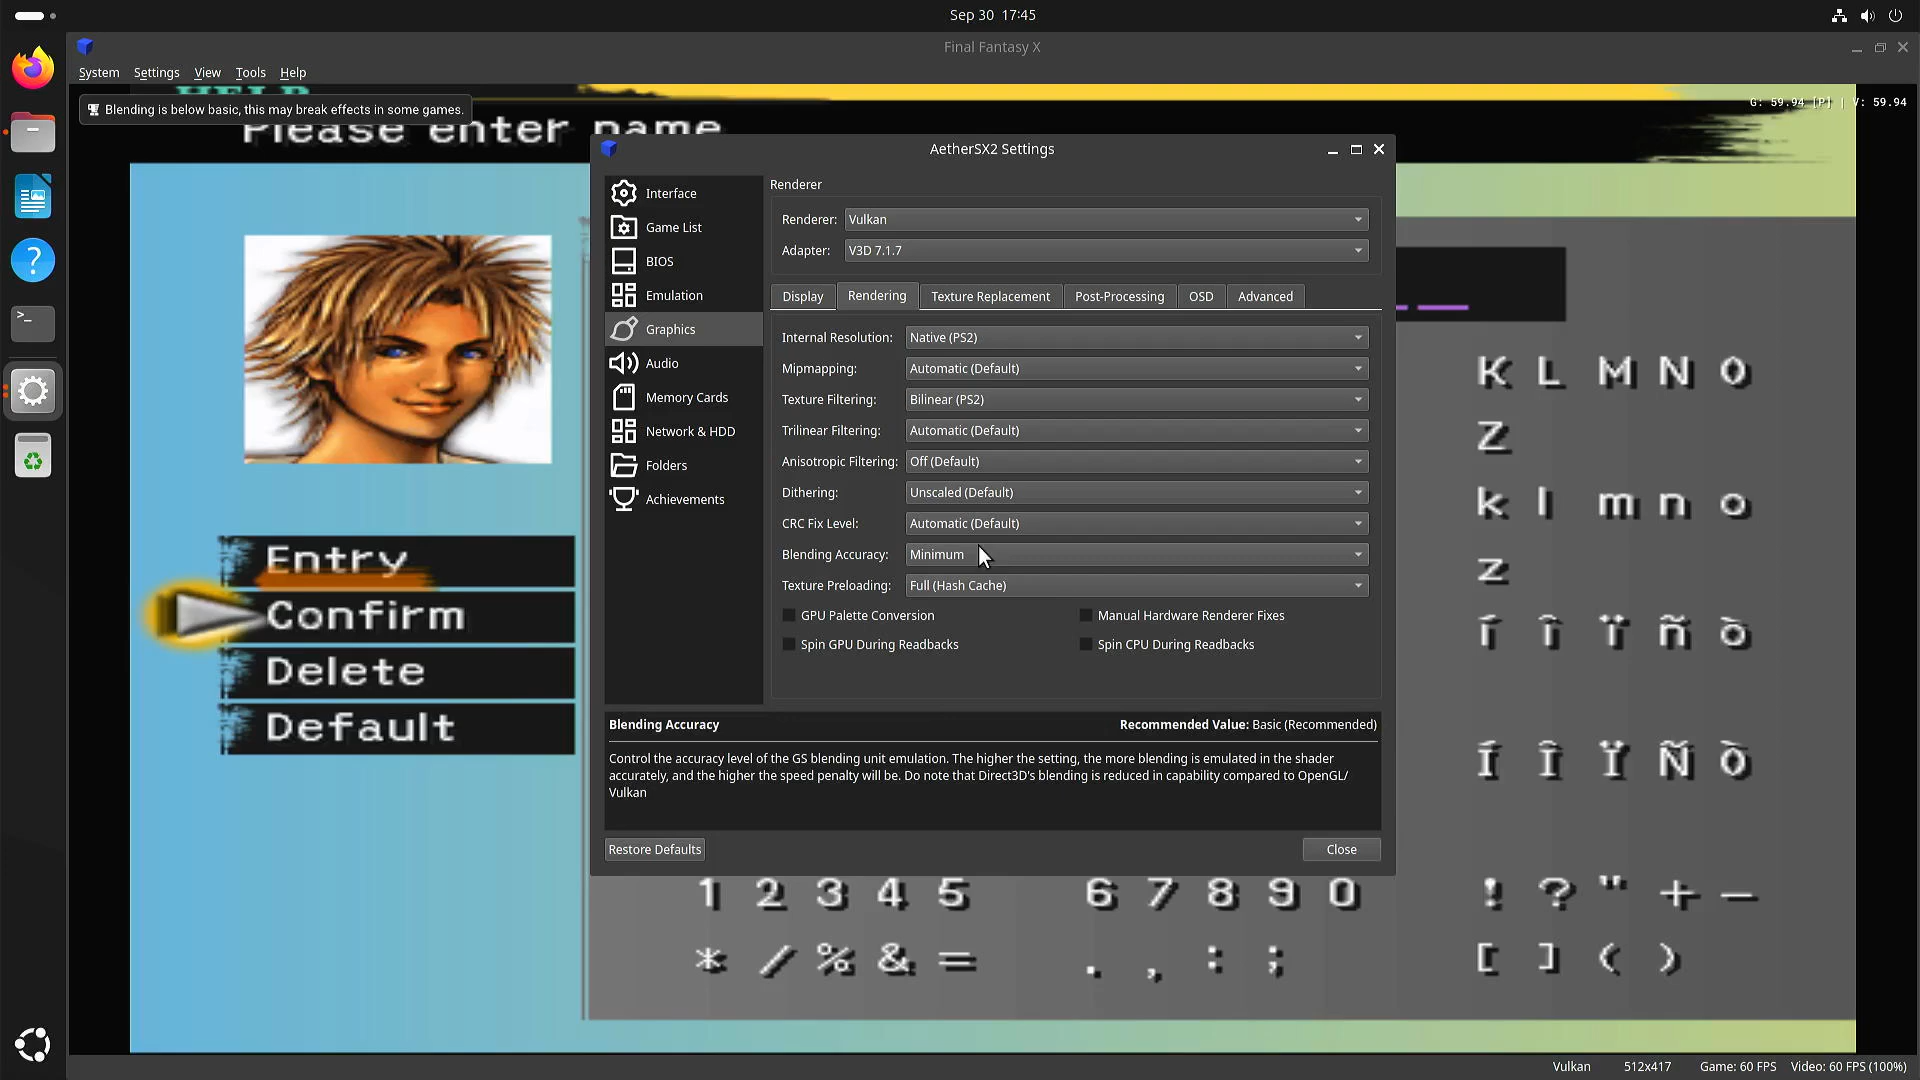 Sep 30 17:45
Final Fantasy X
System Settings View Tools Help
HELP
Blending is below basic, this may break effects in some games.
G: 59.94 [P] | V: 59.94
Please enter name
AetherSX2 Settings
Interface
Game List
BIOS
Emulation
Graphics
Audio
Memory Cards
Network & HDD
Folders
Achievements
Renderer
Renderer: Vulkan
Adapter: V3D 7.1.7
Display Rendering Texture Replacement Post-Processing OSD Advanced
Internal Resolution: Native (PS2)
Mipmapping: Automatic (Default)
Texture Filtering: Bilinear (PS2)
Trilinear Filtering: Automatic (Default)
Anisotropic Filtering: Off (Default)
Dithering: Unscaled (Default)
CRC Fix Level: Automatic (Default)
Blending Accuracy: Minimum
Texture Preloading: Full (Hash Cache)
GPU Palette Conversion Manual Hardware Renderer Fixes
Spin GPU During Readbacks Spin CPU During Readbacks
Blending Accuracy Recommended Value: Basic (Recommended)
Control the accuracy level of the GS blending unit emulation. The higher the setting, the more blending is emulated in the shader
accurately, and the higher the speed penalty will be. Do note that Direct3D's blending is reduced in capability compared to OpenGL/
Vulkan
Restore Defaults Close
Entry
Confirm
Delete
Default
K L M N O
Z
k l m n o
z
í î ï ñ ò
Í Î Ï Ñ Ò
1 2 3 4 5 6 7 8 9 0 ! ? " + -
* / % & = . , : ; [ ] ( )
Vulkan 512x417 Game: 60 FPS Video: 60 FPS (100%)